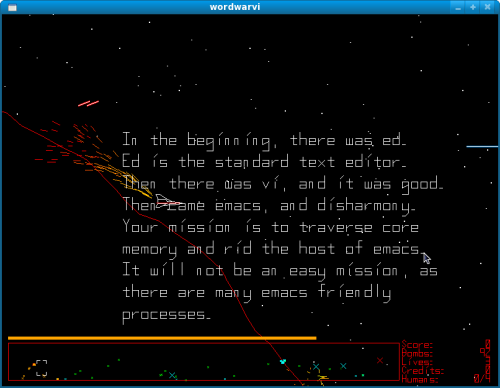 wordwarvi
In the beginning, there was ed.
Ed is the standard text editor.
Then there was vi, and it was good.
Then came emacs, and disharmony.
Your mission is to traverse core
memory and rid the host of emacs.
It will not be an easy mission, as
there are many emacs friendly
processes.
Score:
Bombs:
Lives:
Credits:
Humans: